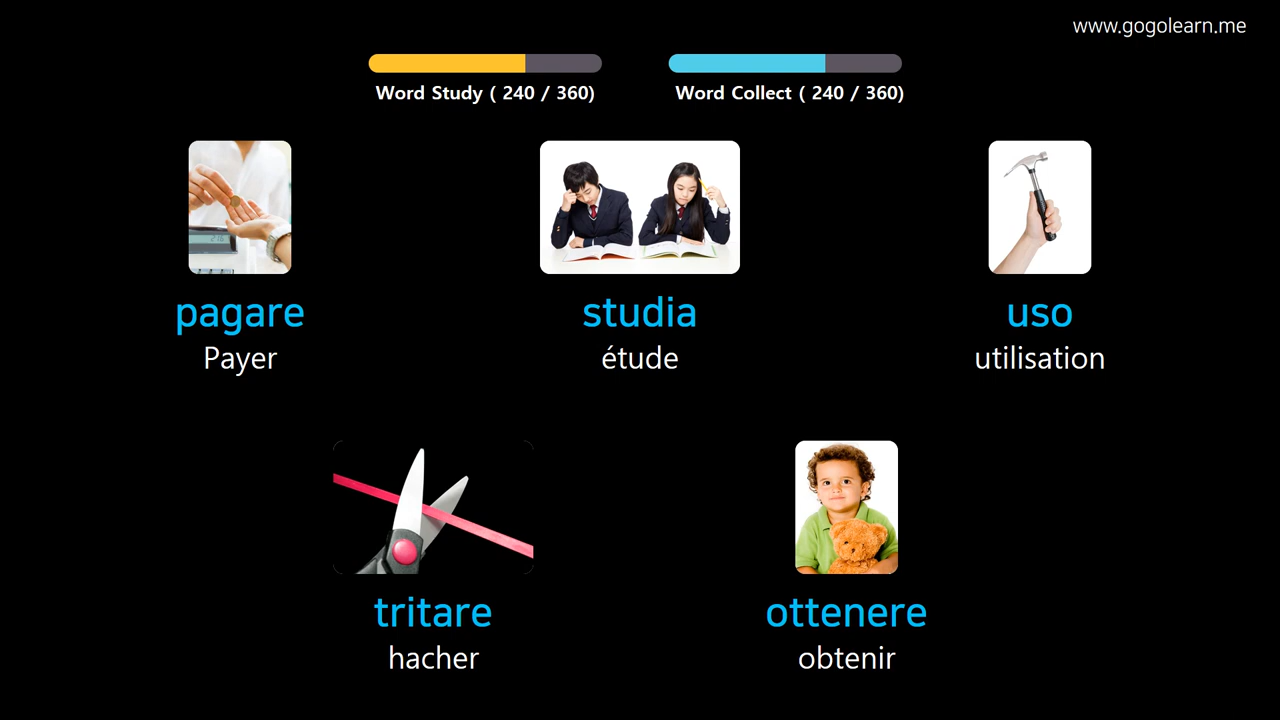 www.gogolearn.me
Word Study ( 240 / 360)
Word Collect ( 240 / 360)
pagare
Payer
studia
étude
uso
utilisation
tritare
hacher
ottenere
obtenir